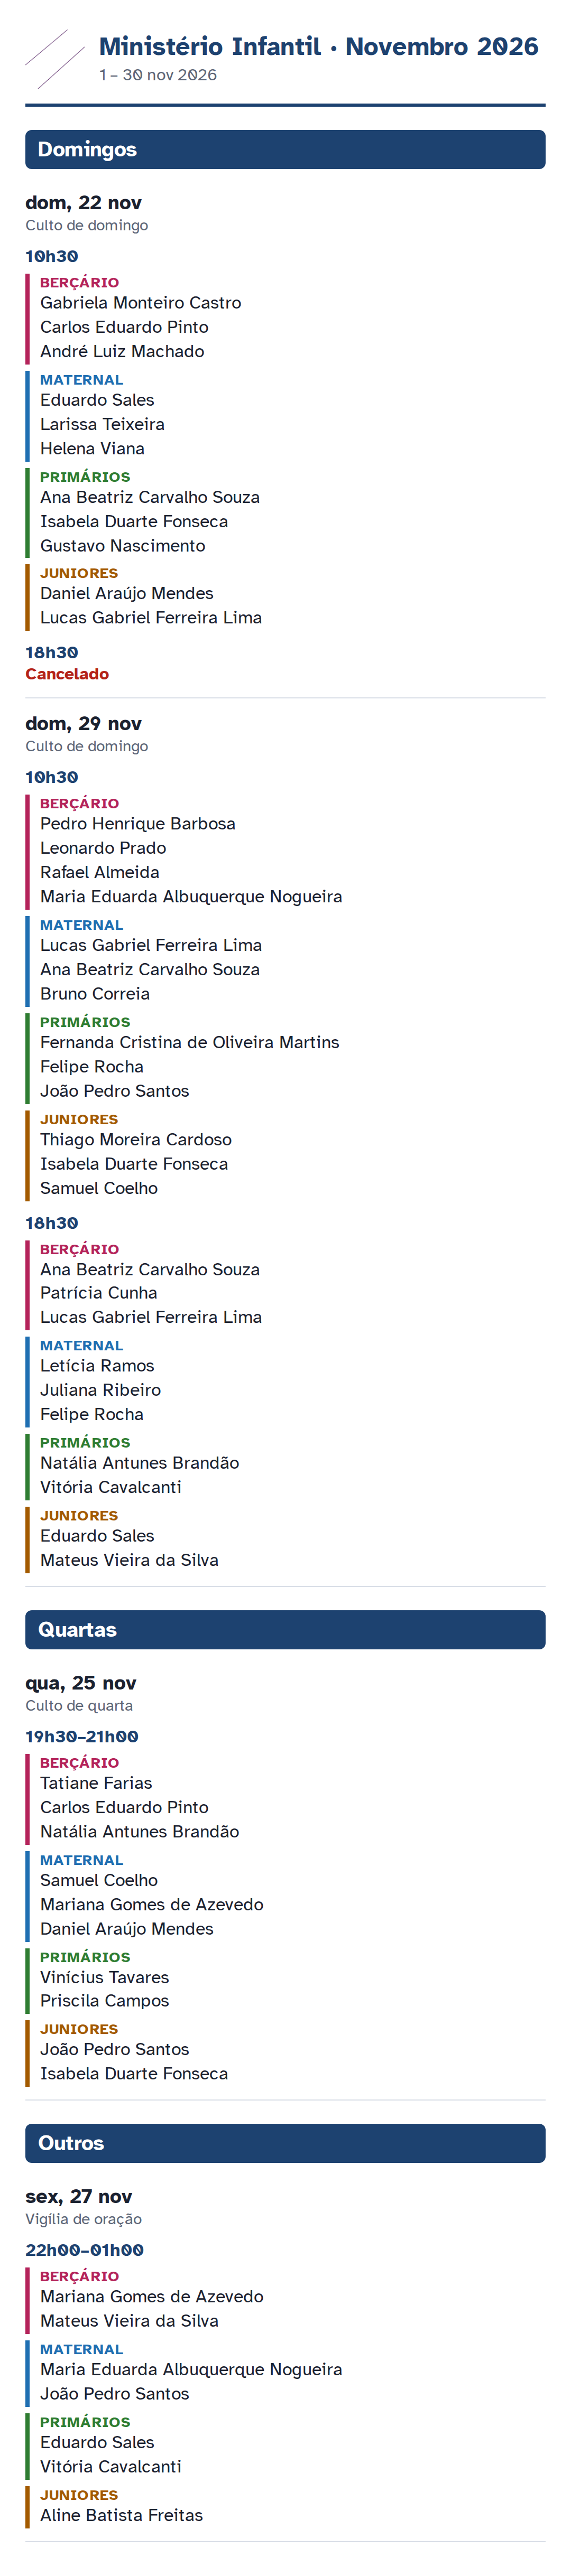 Ministério Infantil · Novembro 2026
1 – 30 nov 2026
Domingos
dom, 22 nov
Culto de domingo
10h30
BERÇÁRIO
Gabriela Monteiro Castro
Carlos Eduardo Pinto
André Luiz Machado
MATERNAL
Eduardo Sales
Larissa Teixeira
Helena Viana
PRIMÁRIOS
Ana Beatriz Carvalho Souza
Isabela Duarte Fonseca
Gustavo Nascimento
JUNIORES
Daniel Araújo Mendes
Lucas Gabriel Ferreira Lima
18h30
Cancelado
dom, 29 nov
Culto de domingo
10h30
BERÇÁRIO
Pedro Henrique Barbosa
Leonardo Prado
Rafael Almeida
Maria Eduarda Albuquerque Nogueira
MATERNAL
Lucas Gabriel Ferreira Lima
Ana Beatriz Carvalho Souza
Bruno Correia
PRIMÁRIOS
Fernanda Cristina de Oliveira Martins
Felipe Rocha
João Pedro Santos
JUNIORES
Thiago Moreira Cardoso
Isabela Duarte Fonseca
Samuel Coelho
18h30
BERÇÁRIO
Ana Beatriz Carvalho Souza
Patrícia Cunha
Lucas Gabriel Ferreira Lima
MATERNAL
Letícia Ramos
Juliana Ribeiro
Felipe Rocha
PRIMÁRIOS
Natália Antunes Brandão
Vitória Cavalcanti
JUNIORES
Eduardo Sales
Mateus Vieira da Silva
Quartas
qua, 25 nov
Culto de quarta
19h30–21h00
BERÇÁRIO
Tatiane Farias
Carlos Eduardo Pinto
Natália Antunes Brandão
MATERNAL
Samuel Coelho
Mariana Gomes de Azevedo
Daniel Araújo Mendes
PRIMÁRIOS
Vinícius Tavares
Priscila Campos
JUNIORES
João Pedro Santos
Isabela Duarte Fonseca
Outros
sex, 27 nov
Vigília de oração
22h00–01h00
BERÇÁRIO
Mariana Gomes de Azevedo
Mateus Vieira da Silva
MATERNAL
Maria Eduarda Albuquerque Nogueira
João Pedro Santos
PRIMÁRIOS
Eduardo Sales
Vitória Cavalcanti
JUNIORES
Aline Batista Freitas